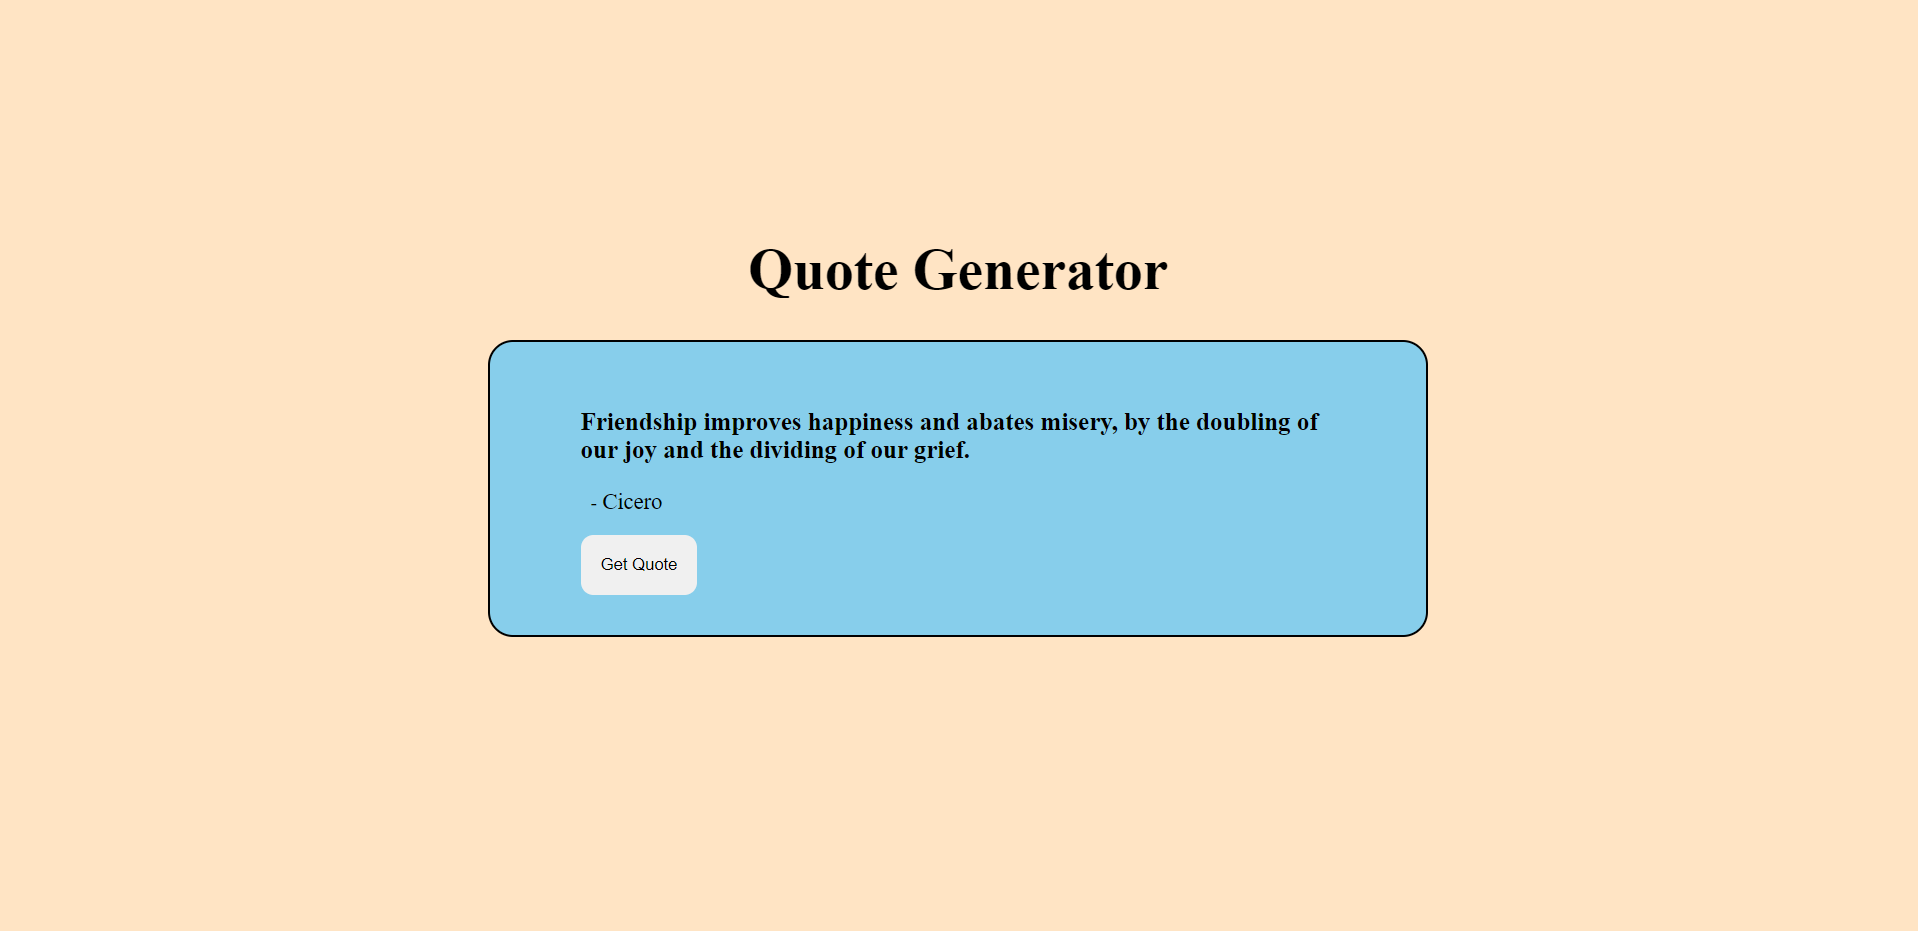 Quote Generator
Friendship improves happiness and abates misery, by the doubling of
our joy and the dividing of our grief.
- Cicero
Get Quote